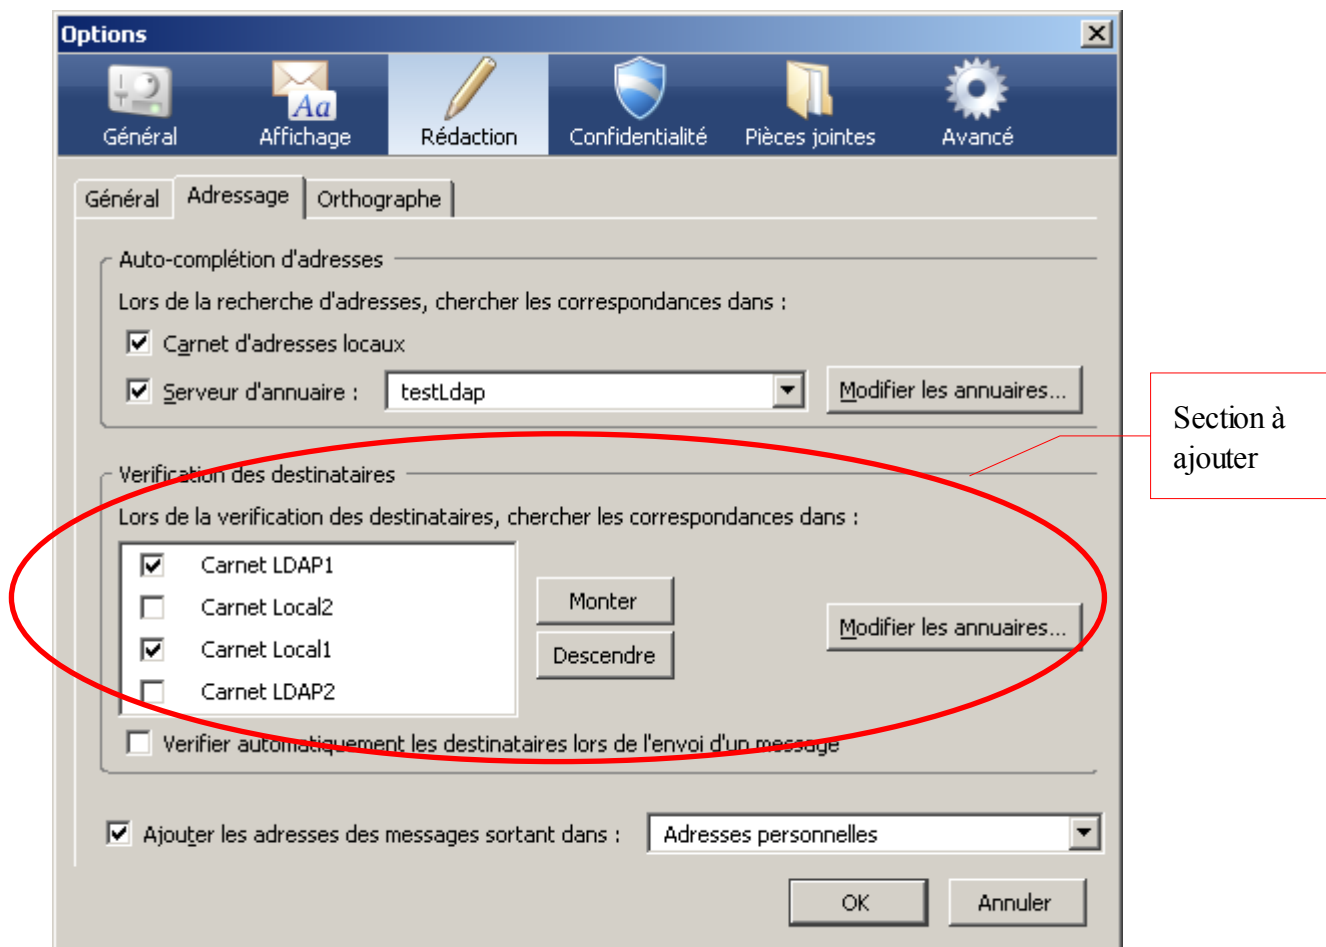 Options
Général
Affichage
Rédaction
Confidentialité
Pièces jointes
Avancé
Général
Adressage
Orthographe
Auto-complétion d'adresses
Lors de la recherche d'adresses, chercher les correspondances dans :
Carnet d'adresses locaux
Serveur d'annuaire :
testLdap
Modifier les annuaires...
Section à
ajouter
Verification des destinataires
Lors de la verification des destinataires, chercher les correspondances dans :
Carnet LDAP1
Carnet Local2
Carnet Local1
Carnet LDAP2
Monter
Descendre
Modifier les annuaires...
Verifier automatiquement les destinataires lors de l'envoi d'un message
Ajouter les adresses des messages sortant dans :
Adresses personnelles
OK
Annuler